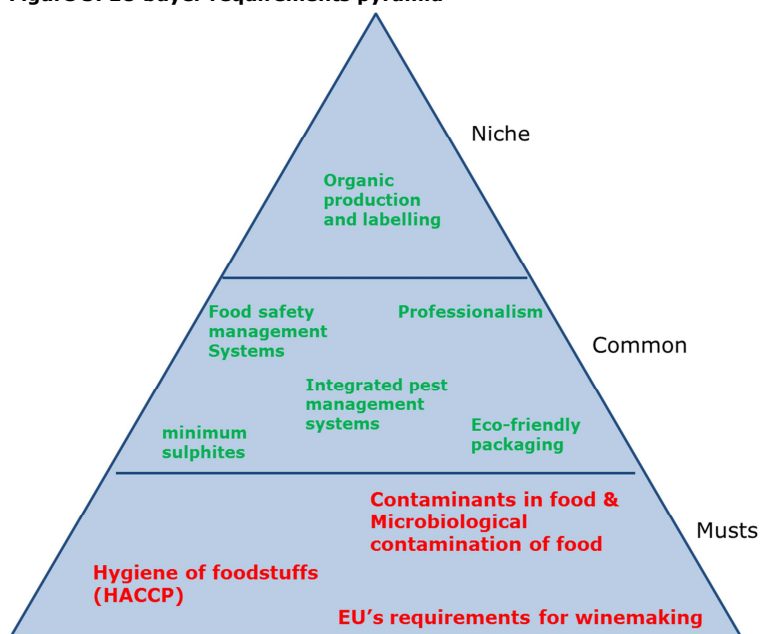 Niche
Organic
production
and labelling
Food safety
management
Systems
Professionalism
Common
Integrated pest
management
systems
minimum
sulphites
Eco-friendly
packaging
Contaminants in food &
Microbiological
contamination of food
Musts
Hygiene of foodstuffs
(HACCP)
EU's requirements for winemaking